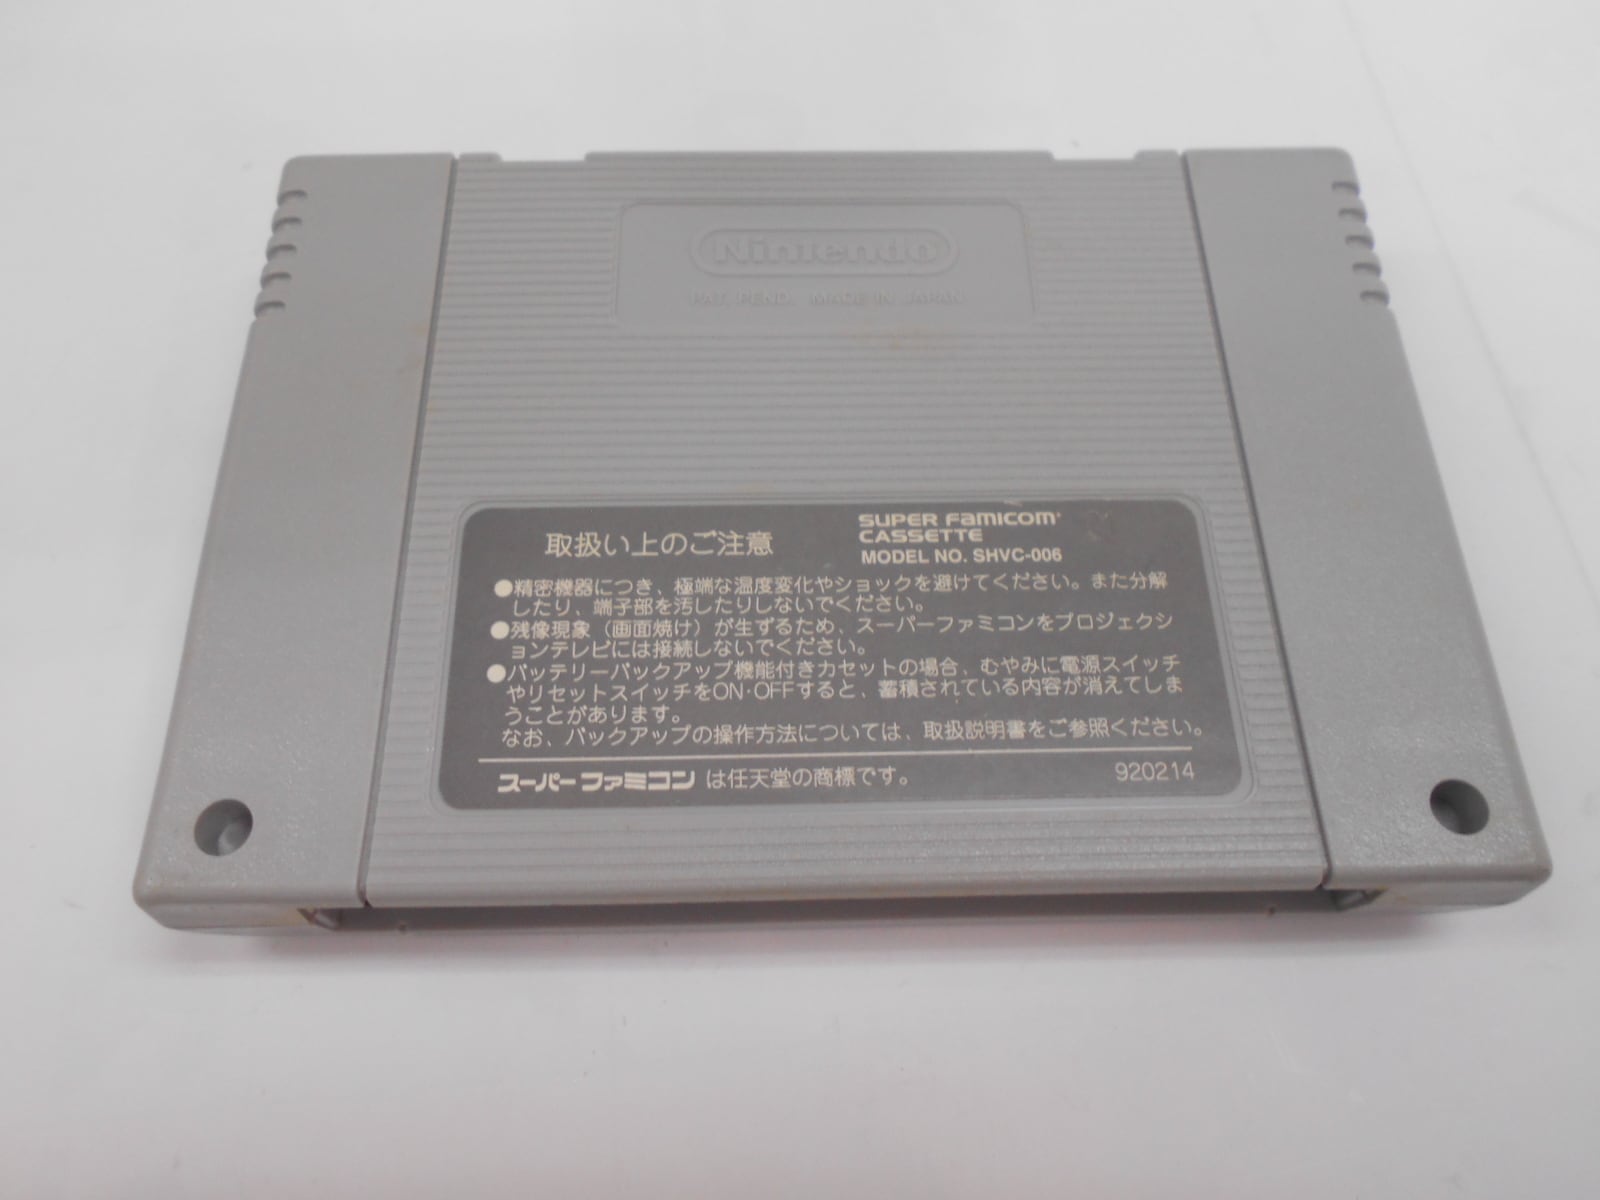 Nintendo
PAT. PEND. MADE IN JAPAN
取扱い上のご注意
SUPER FAMICOM
CASSETTE
MODEL NO. SHVC-006
●精密機器につき、極端な温度変化やショックを避けてください。また分解
したり、端子部を汚したりしないでください。
●残像現象（画面焼け）が生ずるため、スーパーファミコンをプロジェクシ
ョンテレビには接続しないでください。
●バッテリーバックアップ機能付きカセットの場合、むやみに電源スイッチ
やリセットスイッチをON・OFFすると、蓄積されている内容が消えてしま
うことがあります。
なお、バックアップの操作方法については、取扱説明書をご参照ください。
スーパーファミコンは任天堂の商標です。
920214